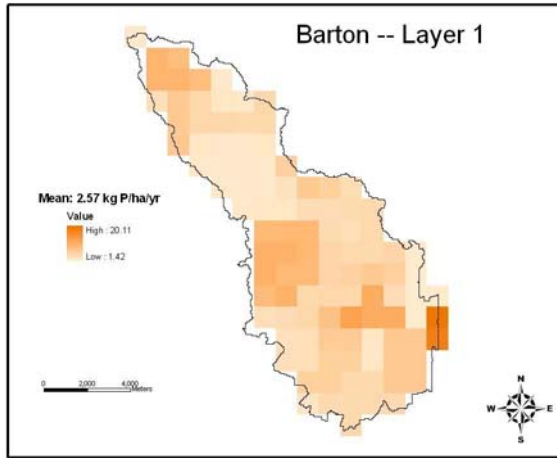 Barton -- Layer 1
Mean: 2.57 kg P/ha/yr
Value
High : 20.11
Low : 1.42
0 2,000 4,000
Meters
N
W E
S